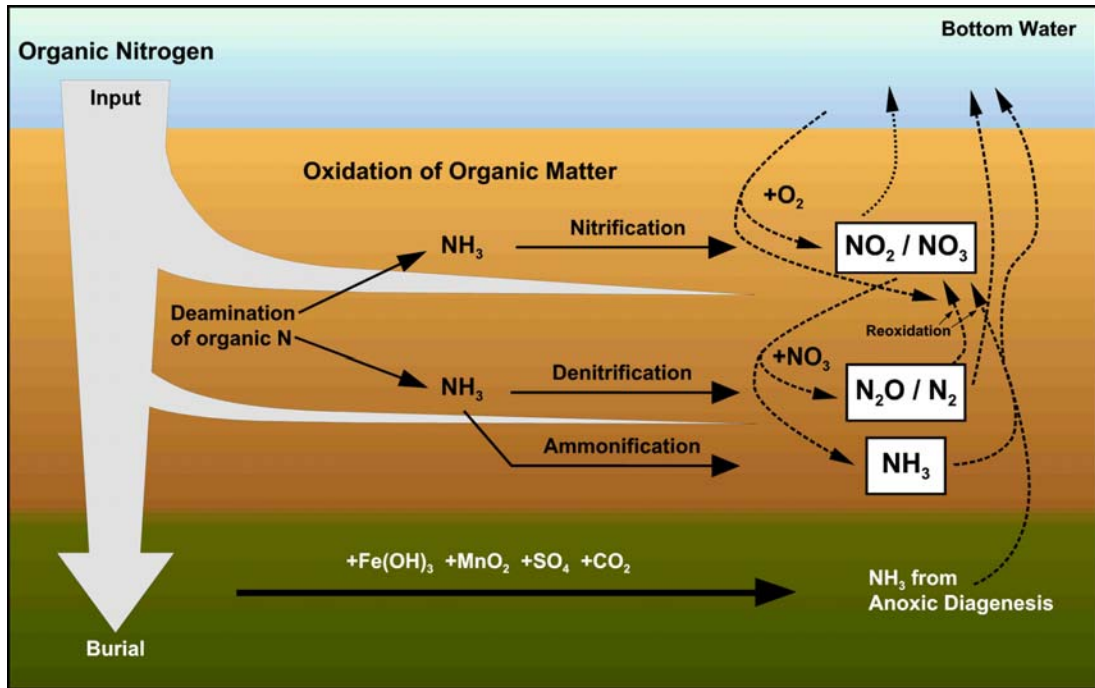 Bottom Water
Organic Nitrogen
Input
Oxidation of Organic Matter
+O₂
Nitrification
NH₃
NO₂ / NO₃
Deamination
of organic N
Reoxidation
+NO₃
Denitrification
NH₃
N₂O / N₂
Ammonification
NH₃
+Fe(OH)₃ +MnO₂ +SO₄ +CO₂
NH₃ from
Anoxic Diagenesis
Burial